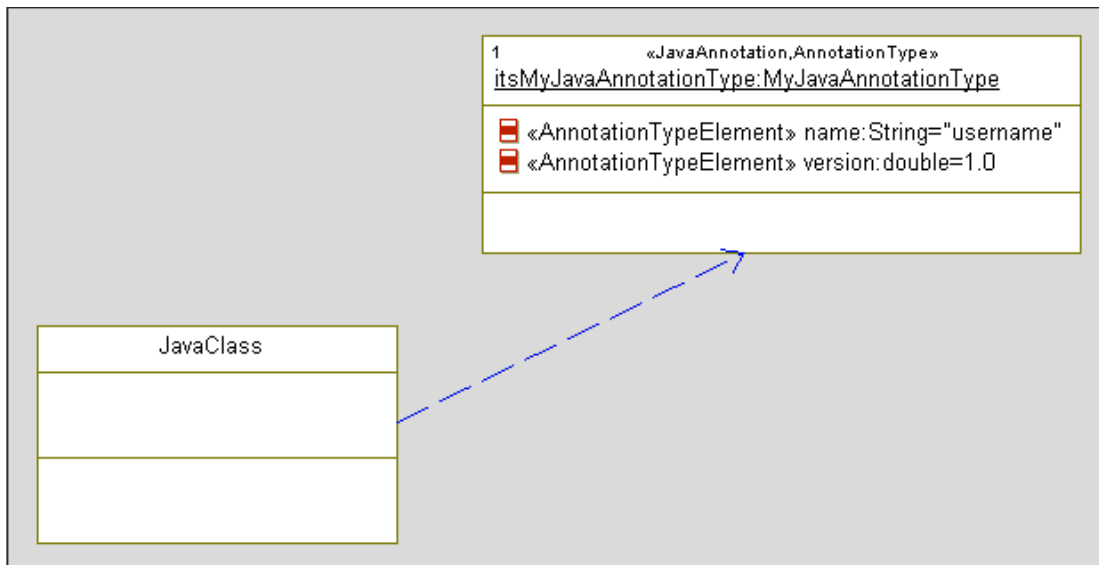 1 «JavaAnnotation,AnnotationType»
itsMyJavaAnnotationType:MyJavaAnnotationType
«AnnotationTypeElement» name:String="username"
«AnnotationTypeElement» version:double=1.0
JavaClass